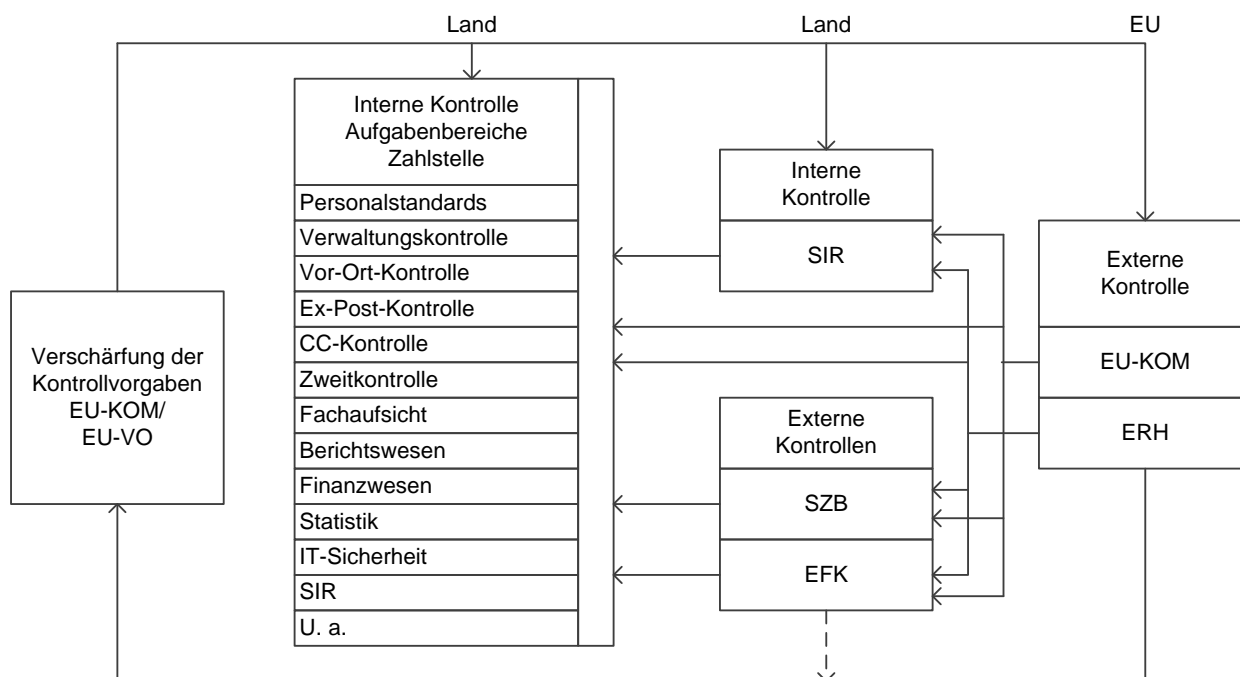 Land
Land
EU
Interne Kontrolle
Aufgabenbereiche
Zahlstelle
Personalstandards
Verwaltungskontrolle
Vor-Ort-Kontrolle
Ex-Post-Kontrolle
CC-Kontrolle
Zweitkontrolle
Fachaufsicht
Berichtswesen
Finanzwesen
Statistik
IT-Sicherheit
SIR
U. a.
Interne
Kontrolle
SIR
Externe
Kontrollen
SZB
EFK
Externe
Kontrolle
EU-KOM
ERH
Verschärfung der
Kontrollvorgaben
EU-KOM/
EU-VO